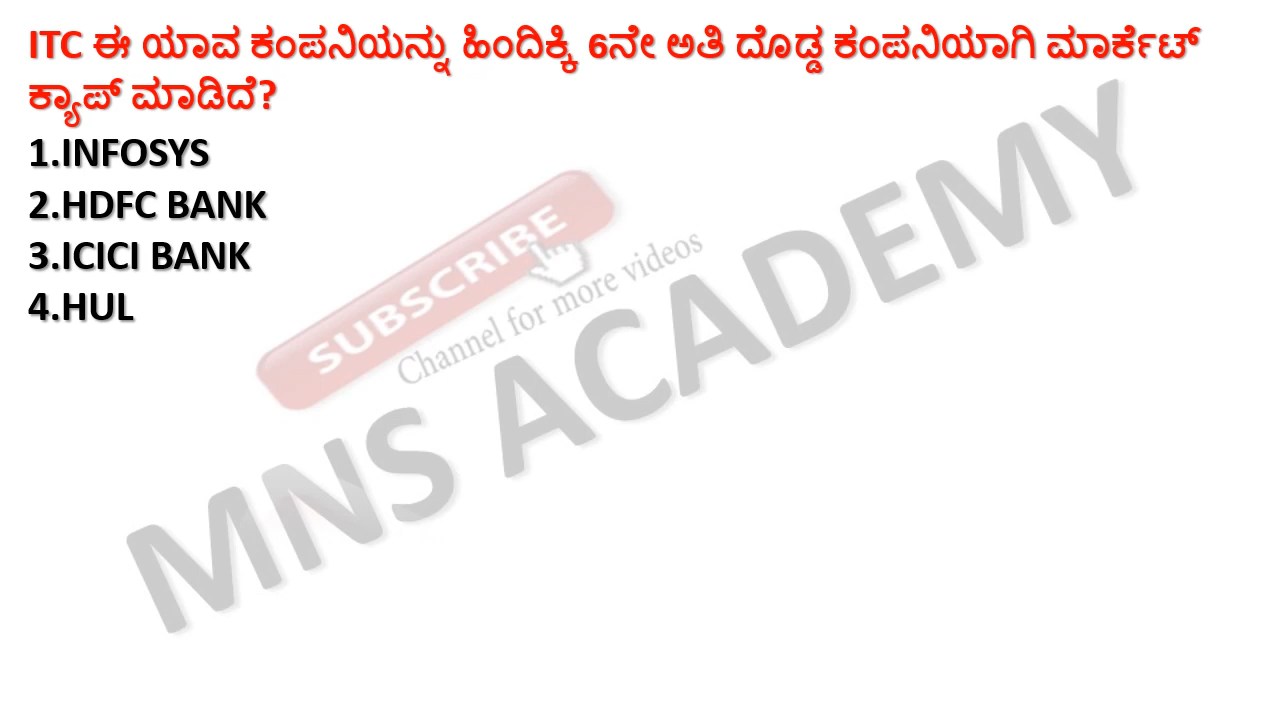 ITC ಈ ಯಾವ ಕಂಪನಿಯನ್ನು ಹಿಂದಿಕ್ಕಿ 6ನೇ ಅತಿ ದೊಡ್ಡ ಕಂಪನಿಯಾಗಿ ಮಾರ್ಕೆಟ್
ಕ್ಯಾಪ್ ಮಾಡಿದೆ?
1.INFOSYS
2.HDFC BANK
3.ICICI BANK
4.HUL
SUBSCRIBE
Channel for more videos
MNS ACADEMY